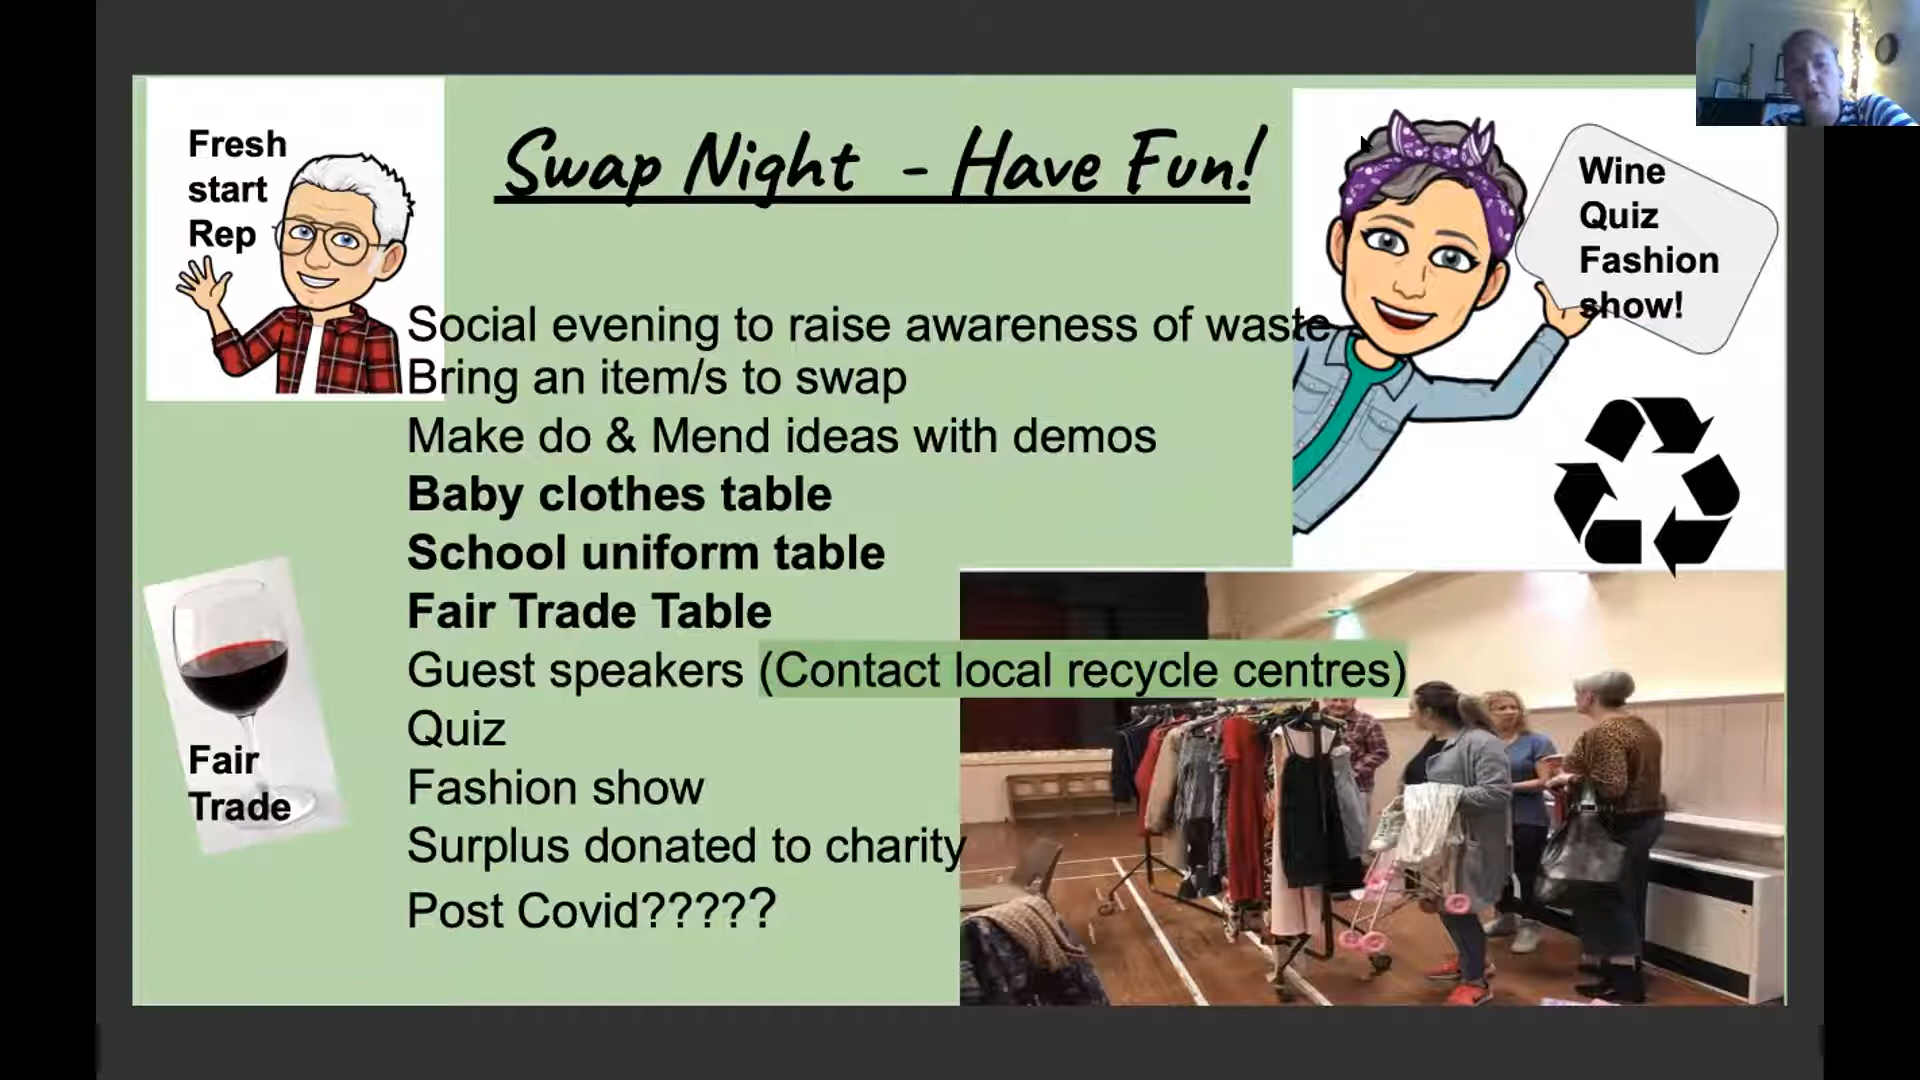 Fresh
start
Rep
Swap Night - Have Fun!
Wine
Quiz
Fashion
show!
Social evening to raise awareness of waste
Bring an item/s to swap
Make do & Mend ideas with demos
Baby clothes table
School uniform table
Fair Trade Table
Guest speakers (Contact local recycle centres)
Quiz
Fashion show
Surplus donated to charity
Post Covid?????
Fair
Trade